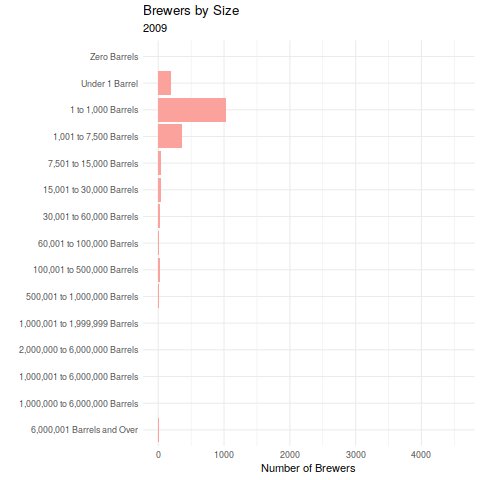 Brewers by Size
2009
Zero Barrels
Under 1 Barrel
1 to 1,000 Barrels
1,001 to 7,500 Barrels
7,501 to 15,000 Barrels
15,001 to 30,000 Barrels
30,001 to 60,000 Barrels
60,001 to 100,000 Barrels
100,001 to 500,000 Barrels
500,001 to 1,000,000 Barrels
1,000,001 to 1,999,999 Barrels
2,000,000 to 6,000,000 Barrels
1,000,001 to 6,000,000 Barrels
1,000,000 to 6,000,000 Barrels
6,000,001 Barrels and Over
0 1000 2000 3000 4000
Number of Brewers